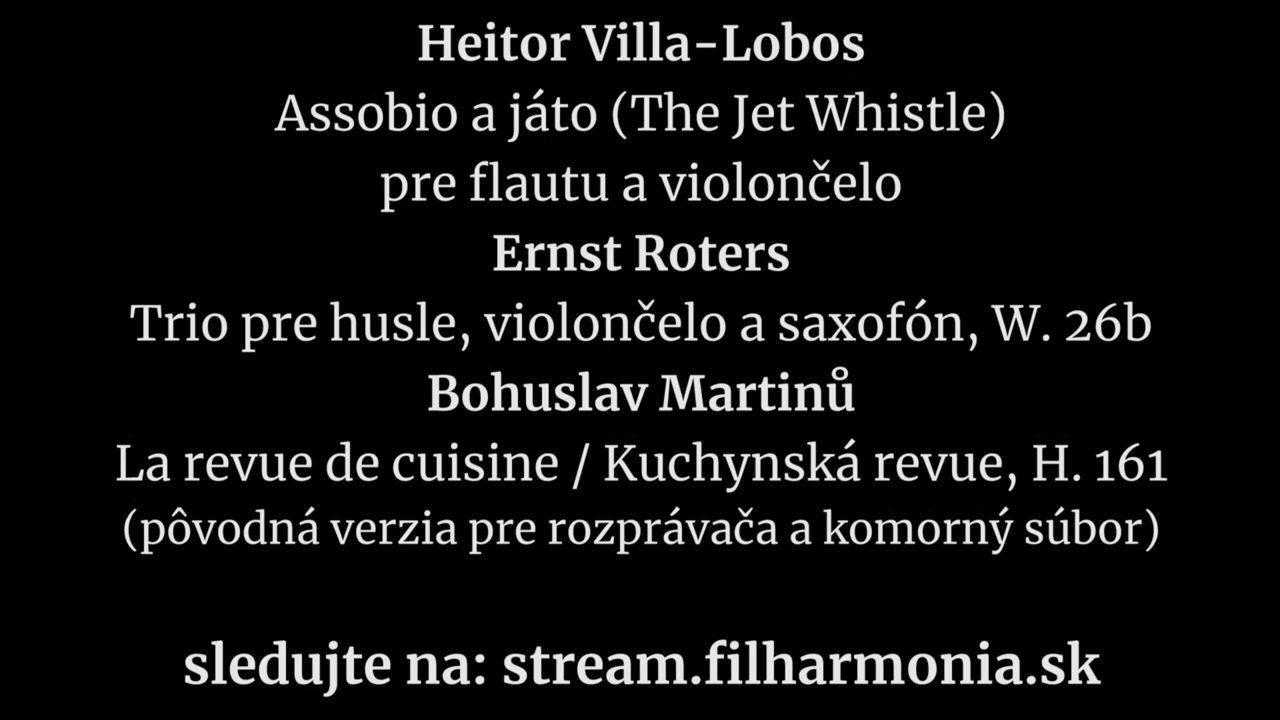 Heitor Villa-Lobos
Assobio a játo (The Jet Whistle)
pre flautu a violončelo
Ernst Roters
Trio pre husle, violončelo a saxofón, W. 26b
Bohuslav Martinů
La revue de cuisine / Kuchynská revue, H. 161
(pôvodná verzia pre rozprávača a komorný súbor)
sledujte na: stream.filharmonia.sk